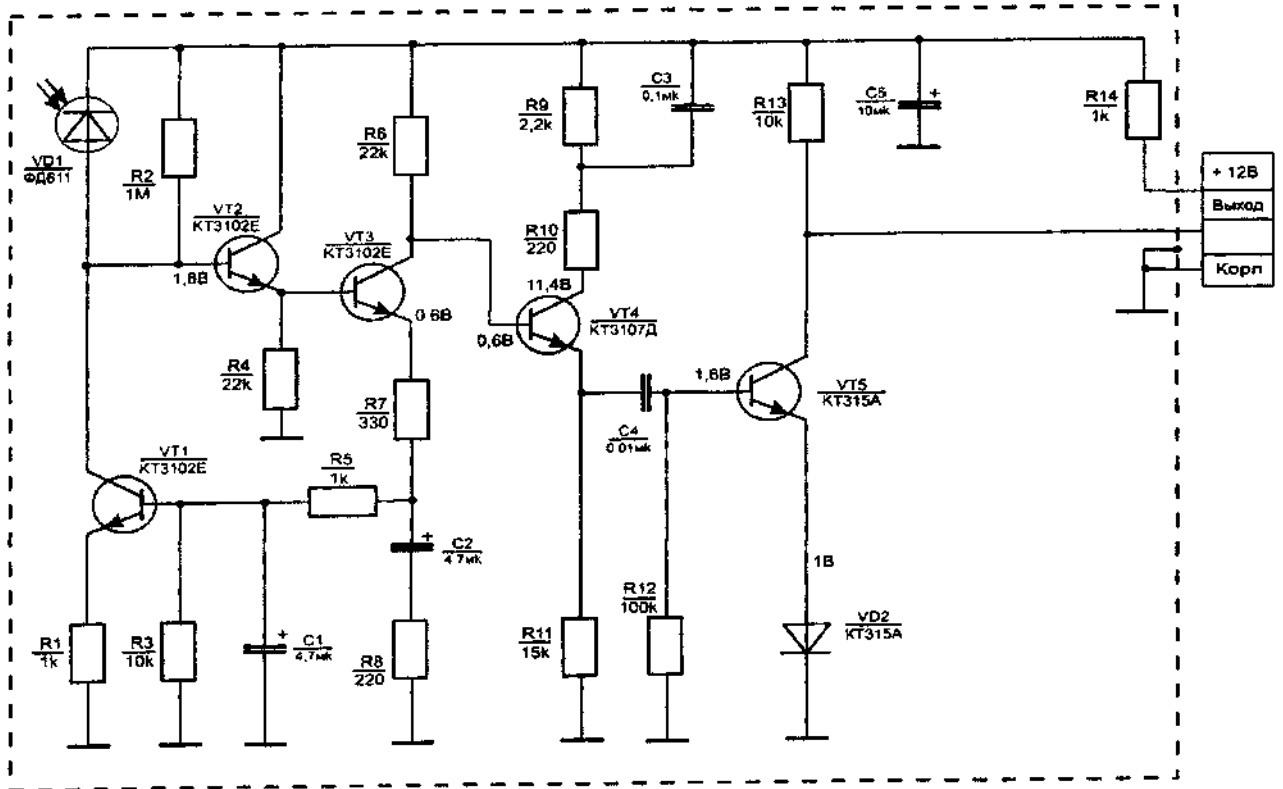 VD1
ФД611
R2
1М
VT2
КТ3102Е
1,8В
R4
22k
R6
22k
VT3
КТ3102Е
0 6В
R7
330
VT1
КТ3102Е
R5
1k
C2
4 7мк
R1
1k
R3
10k
C1
4,7мк
R8
220
R9
2,2k
C3
0.1мк
R10
220
11,4В
0,6В
VT4
КТ3107Д
C4
0 01мк
R11
15k
R12
100k
R13
10k
C5
10мк
1,6В
VT5
КТ315А
1В
VD2
КТ315А
R14
1k
+ 12В
Выход
Корп